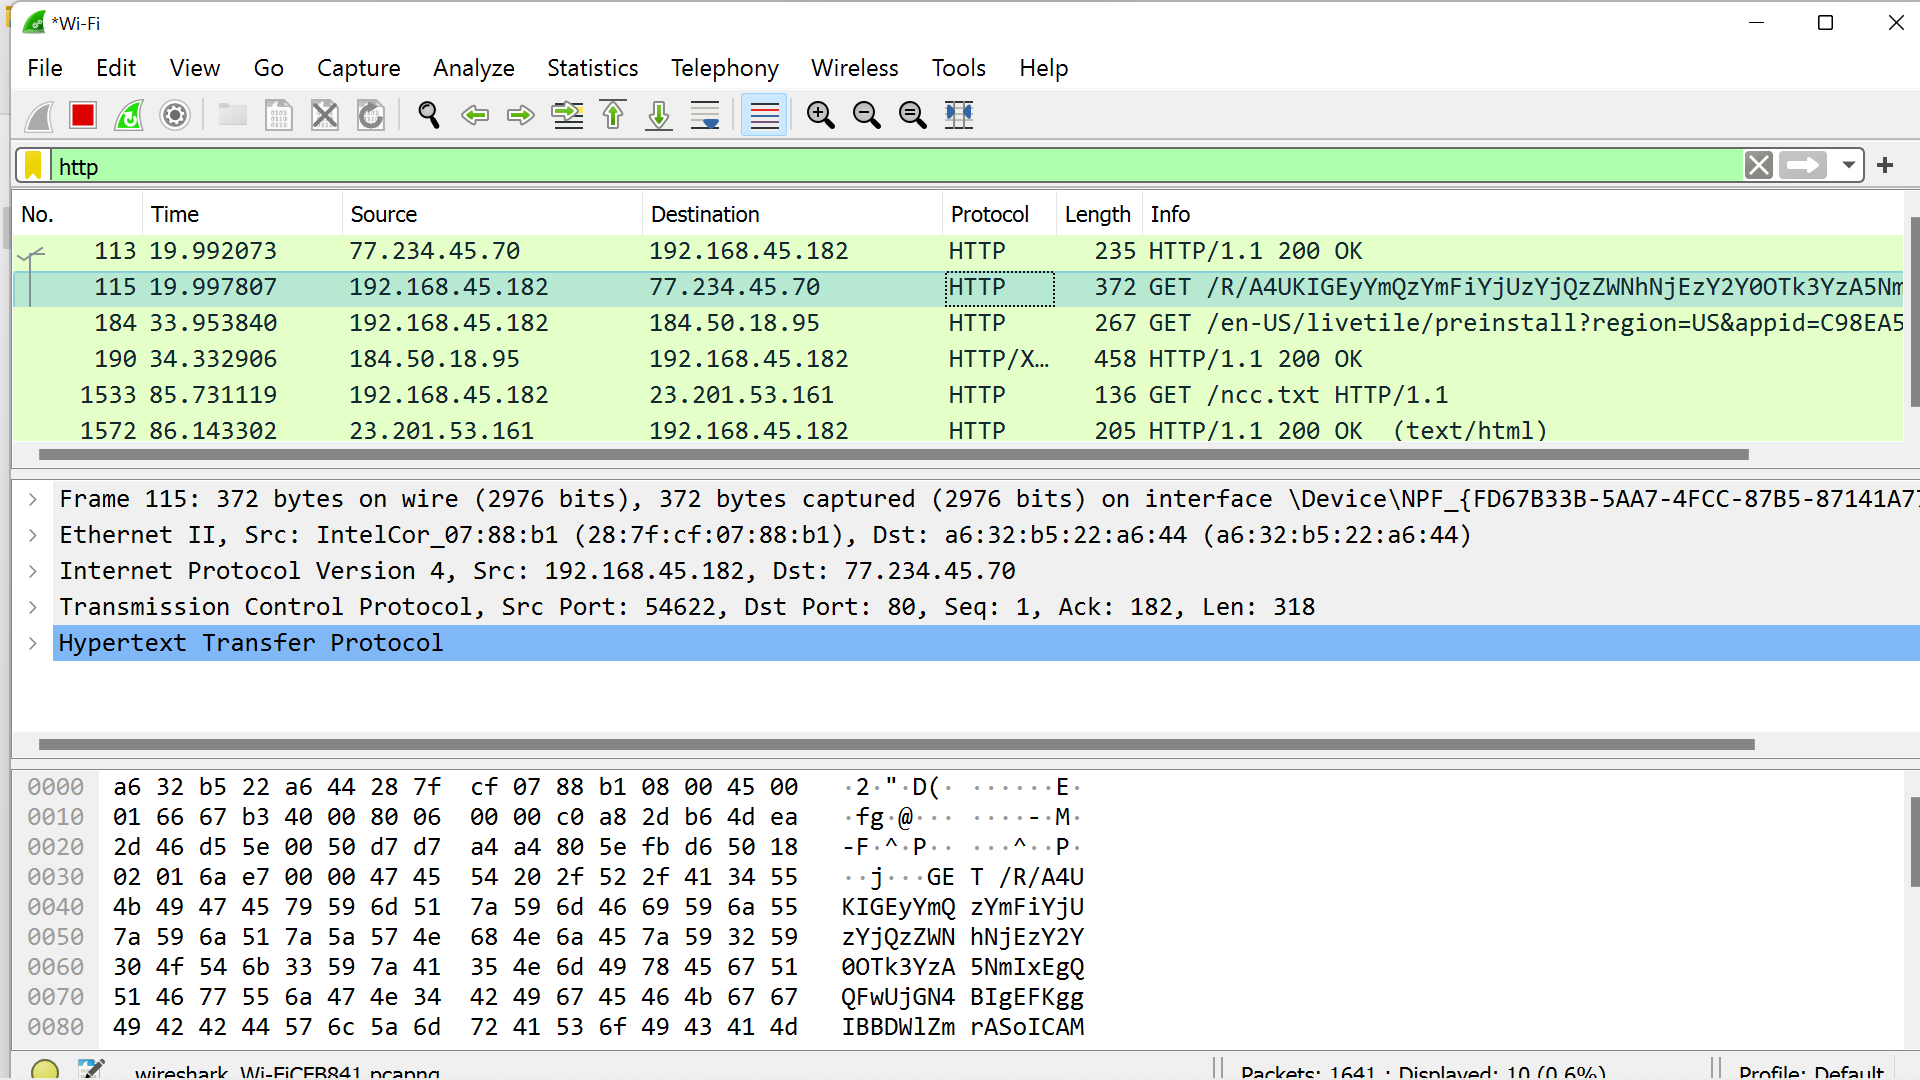 *Wi-Fi
File Edit View Go Capture Analyze Statistics Telephony Wireless Tools Help
http
No. Time Source Destination Protocol Length Info
113 19.992073 77.234.45.70 192.168.45.182 HTTP 235 HTTP/1.1 200 OK
115 19.997807 192.168.45.182 77.234.45.70 HTTP 372 GET /R/A4UKIGEyYmQzYmFiYjUzYjQzZWNhNjEzY2Y0OTk3YzA5Nm
184 33.953840 192.168.45.182 184.50.18.95 HTTP 267 GET /en-US/livetile/preinstall?region=US&appid=C98EA5
190 34.332906 184.50.18.95 192.168.45.182 HTTP/X… 458 HTTP/1.1 200 OK
1533 85.731119 192.168.45.182 23.201.53.161 HTTP 136 GET /ncc.txt HTTP/1.1
1572 86.143302 23.201.53.161 192.168.45.182 HTTP 205 HTTP/1.1 200 OK (text/html)
Frame 115: 372 bytes on wire (2976 bits), 372 bytes captured (2976 bits) on interface \Device\NPF_{FD67B33B-5AA7-4FCC-87B5-87141A77
Ethernet II, Src: IntelCor_07:88:b1 (28:7f:cf:07:88:b1), Dst: a6:32:b5:22:a6:44 (a6:32:b5:22:a6:44)
Internet Protocol Version 4, Src: 192.168.45.182, Dst: 77.234.45.70
Transmission Control Protocol, Src Port: 54622, Dst Port: 80, Seq: 1, Ack: 182, Len: 318
Hypertext Transfer Protocol
0000 a6 32 b5 22 a6 44 28 7f cf 07 88 b1 08 00 45 00 ·2·"·D(· ······E·
0010 01 66 67 b3 40 00 80 06 00 00 c0 a8 2d b6 4d ea ·fg·@··· ····-·M·
0020 2d 46 d5 5e 00 50 d7 d7 a4 a4 80 5e fb d6 50 18 -F·^·P·· ···^··P·
0030 02 01 6a e7 00 00 47 45 54 20 2f 52 2f 41 34 55 ··j···GE T /R/A4U
0040 4b 49 47 45 79 59 6d 51 7a 59 6d 46 69 59 6a 55 KIGEyYmQ zYmFiYjU
0050 7a 59 6a 51 7a 5a 57 4e 68 4e 6a 45 7a 59 32 59 zYjQzZWN hNjEzY2Y
0060 30 4f 54 6b 33 59 7a 41 35 4e 6d 49 78 45 67 51 0OTk3YzA 5NmIxEgQ
0070 51 46 77 55 6a 47 4e 34 42 49 67 45 46 4b 67 67 QFwUjGN4 BIgEFKgg
0080 49 42 42 44 57 6c 5a 6d 72 41 53 6f 49 43 41 4d IBBDWlZm rASoICAM
wireshark_Wi-FiCFB841.pcapng Packets: 1641 · Displayed: 10 (0.6%) Profile: Default